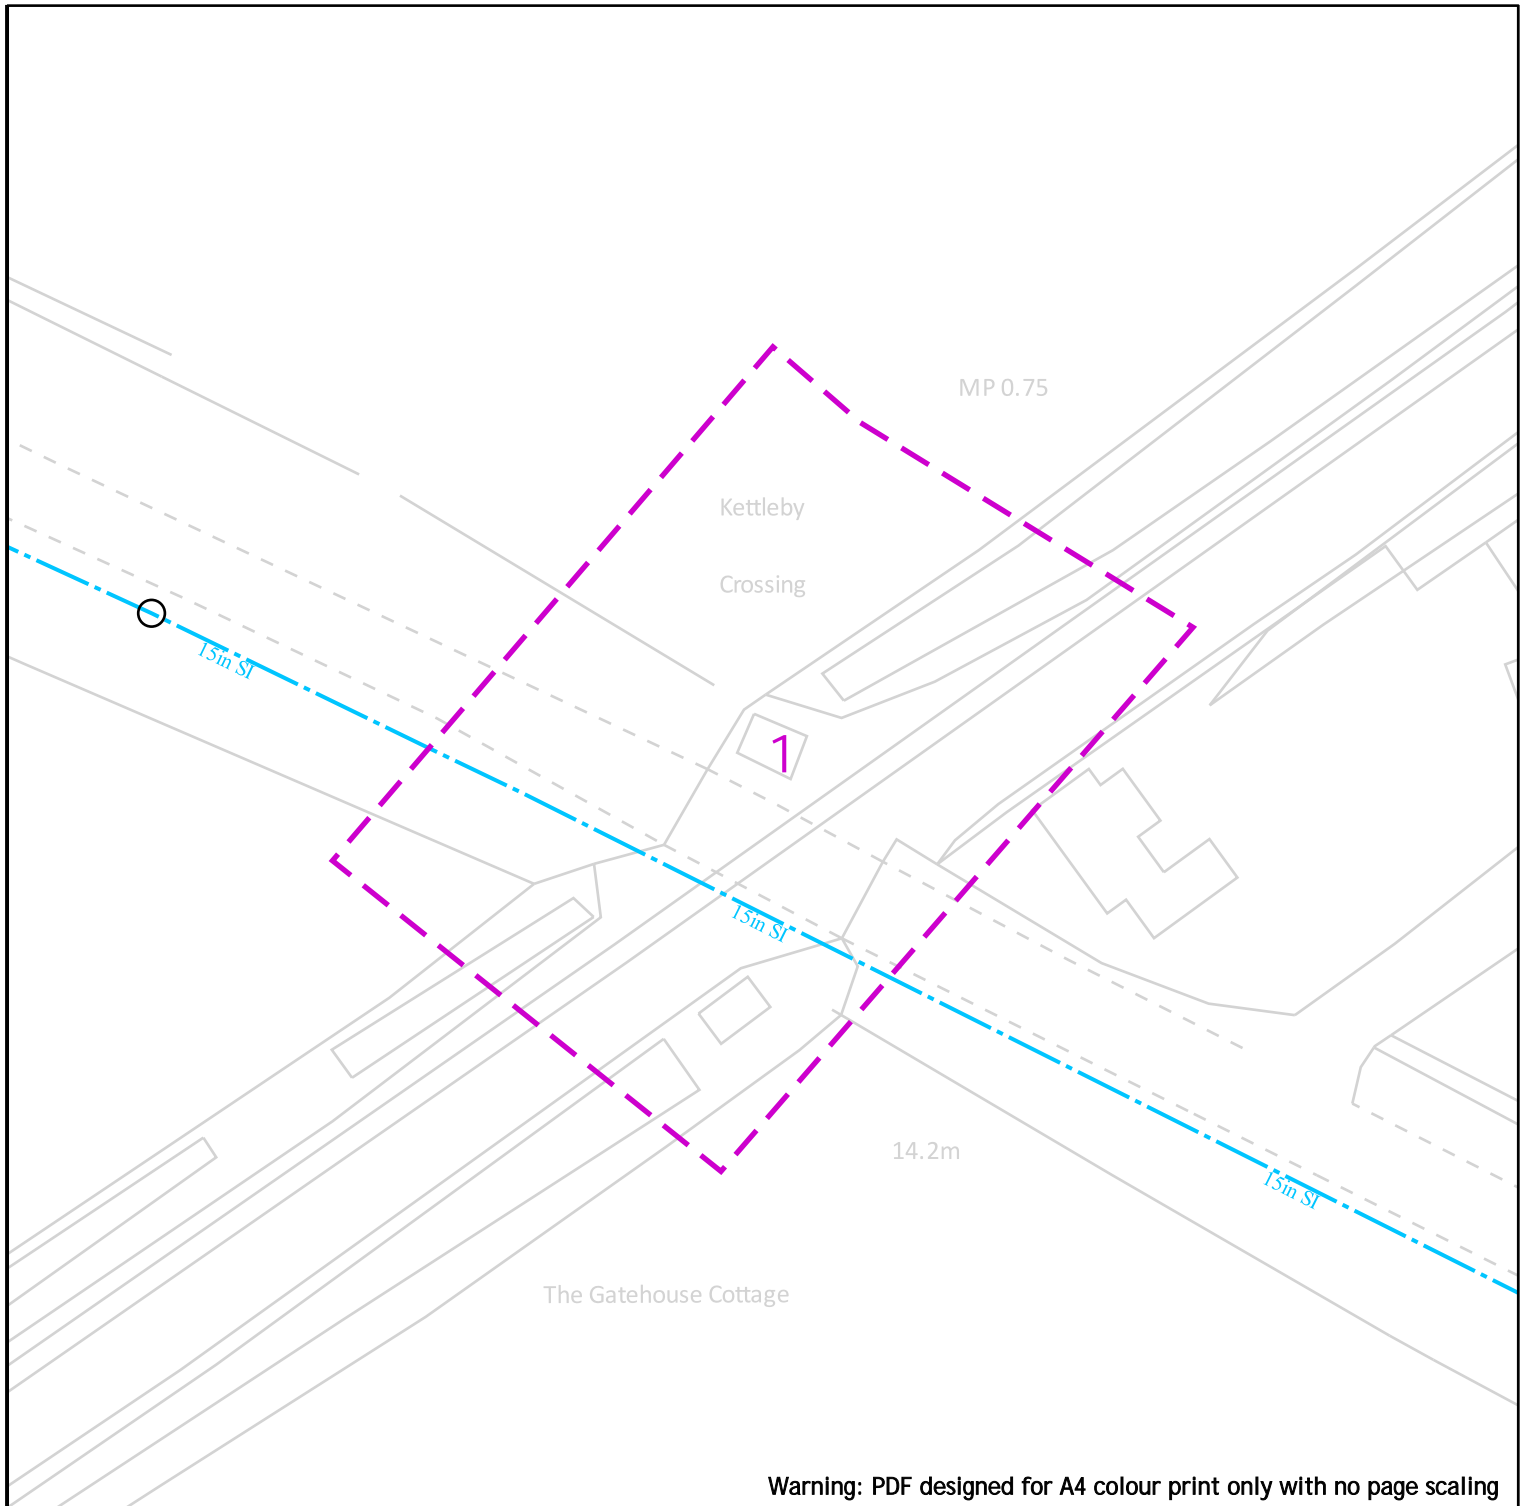 MP 0.75
Kettleby
Crossing
15in SI
1
15in SI
14.2m
15in SI
The Gatehouse Cottage
Warning: PDF designed for A4 colour print only with no page scaling